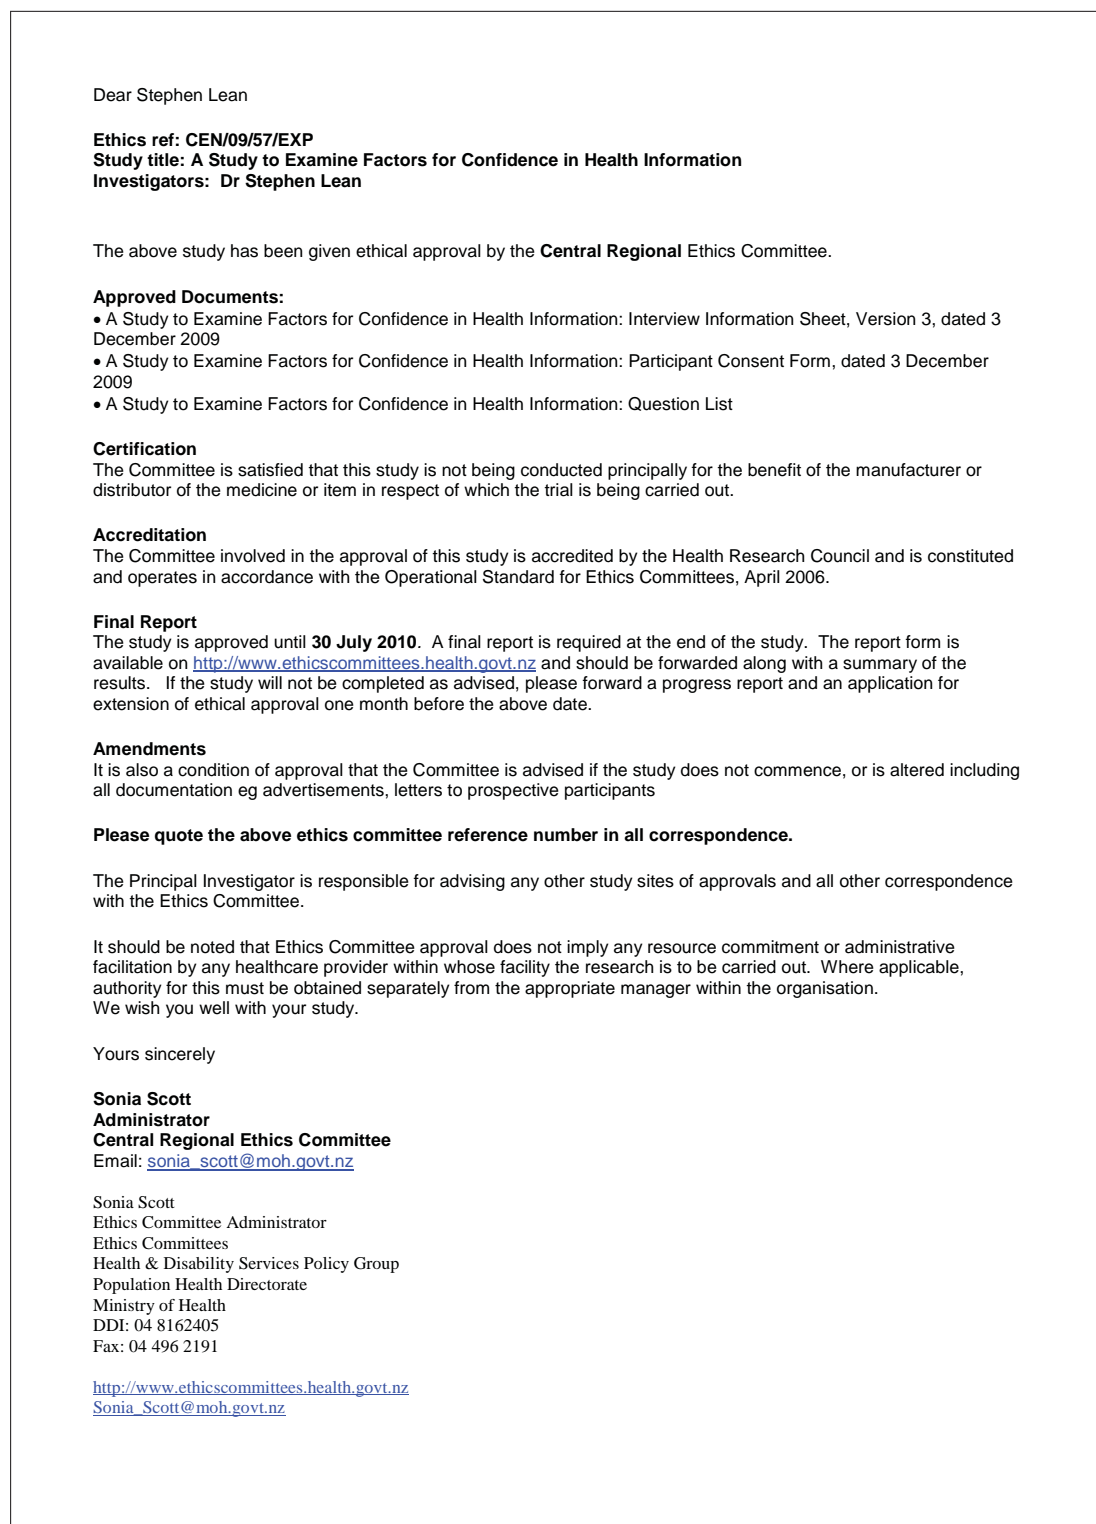 Dear Stephen Lean
Ethics ref: CEN/09/57/EXP
Study title: A Study to Examine Factors for Confidence in Health Information
Investigators:  Dr Stephen Lean
The above study has been given ethical approval by the Central Regional Ethics Committee.
Approved Documents:
• A Study to Examine Factors for Confidence in Health Information: Interview Information Sheet, Version 3, dated 3
December 2009
• A Study to Examine Factors for Confidence in Health Information: Participant Consent Form, dated 3 December
2009
• A Study to Examine Factors for Confidence in Health Information: Question List
Certification
The Committee is satisfied that this study is not being conducted principally for the benefit of the manufacturer or
distributor of the medicine or item in respect of which the trial is being carried out.
Accreditation
The Committee involved in the approval of this study is accredited by the Health Research Council and is constituted
and operates in accordance with the Operational Standard for Ethics Committees, April 2006.
Final Report
The study is approved until 30 July 2010.  A final report is required at the end of the study.  The report form is
available on http://www.ethicscommittees.health.govt.nz and should be forwarded along with a summary of the
results.   If the study will not be completed as advised, please forward a progress report and an application for
extension of ethical approval one month before the above date.
Amendments
It is also a condition of approval that the Committee is advised if the study does not commence, or is altered including
all documentation eg advertisements, letters to prospective participants
Please quote the above ethics committee reference number in all correspondence.
The Principal Investigator is responsible for advising any other study sites of approvals and all other correspondence
with the Ethics Committee.
It should be noted that Ethics Committee approval does not imply any resource commitment or administrative
facilitation by any healthcare provider within whose facility the research is to be carried out.  Where applicable,
authority for this must be obtained separately from the appropriate manager within the organisation.
We wish you well with your study.
Yours sincerely
Sonia Scott
Administrator
Central Regional Ethics Committee
Email: sonia_scott@moh.govt.nz
Sonia Scott
Ethics Committee Administrator
Ethics Committees
Health & Disability Services Policy Group
Population Health Directorate
Ministry of Health
DDI: 04 8162405
Fax: 04 496 2191
http://www.ethicscommittees.health.govt.nz
Sonia_Scott@moh.govt.nz